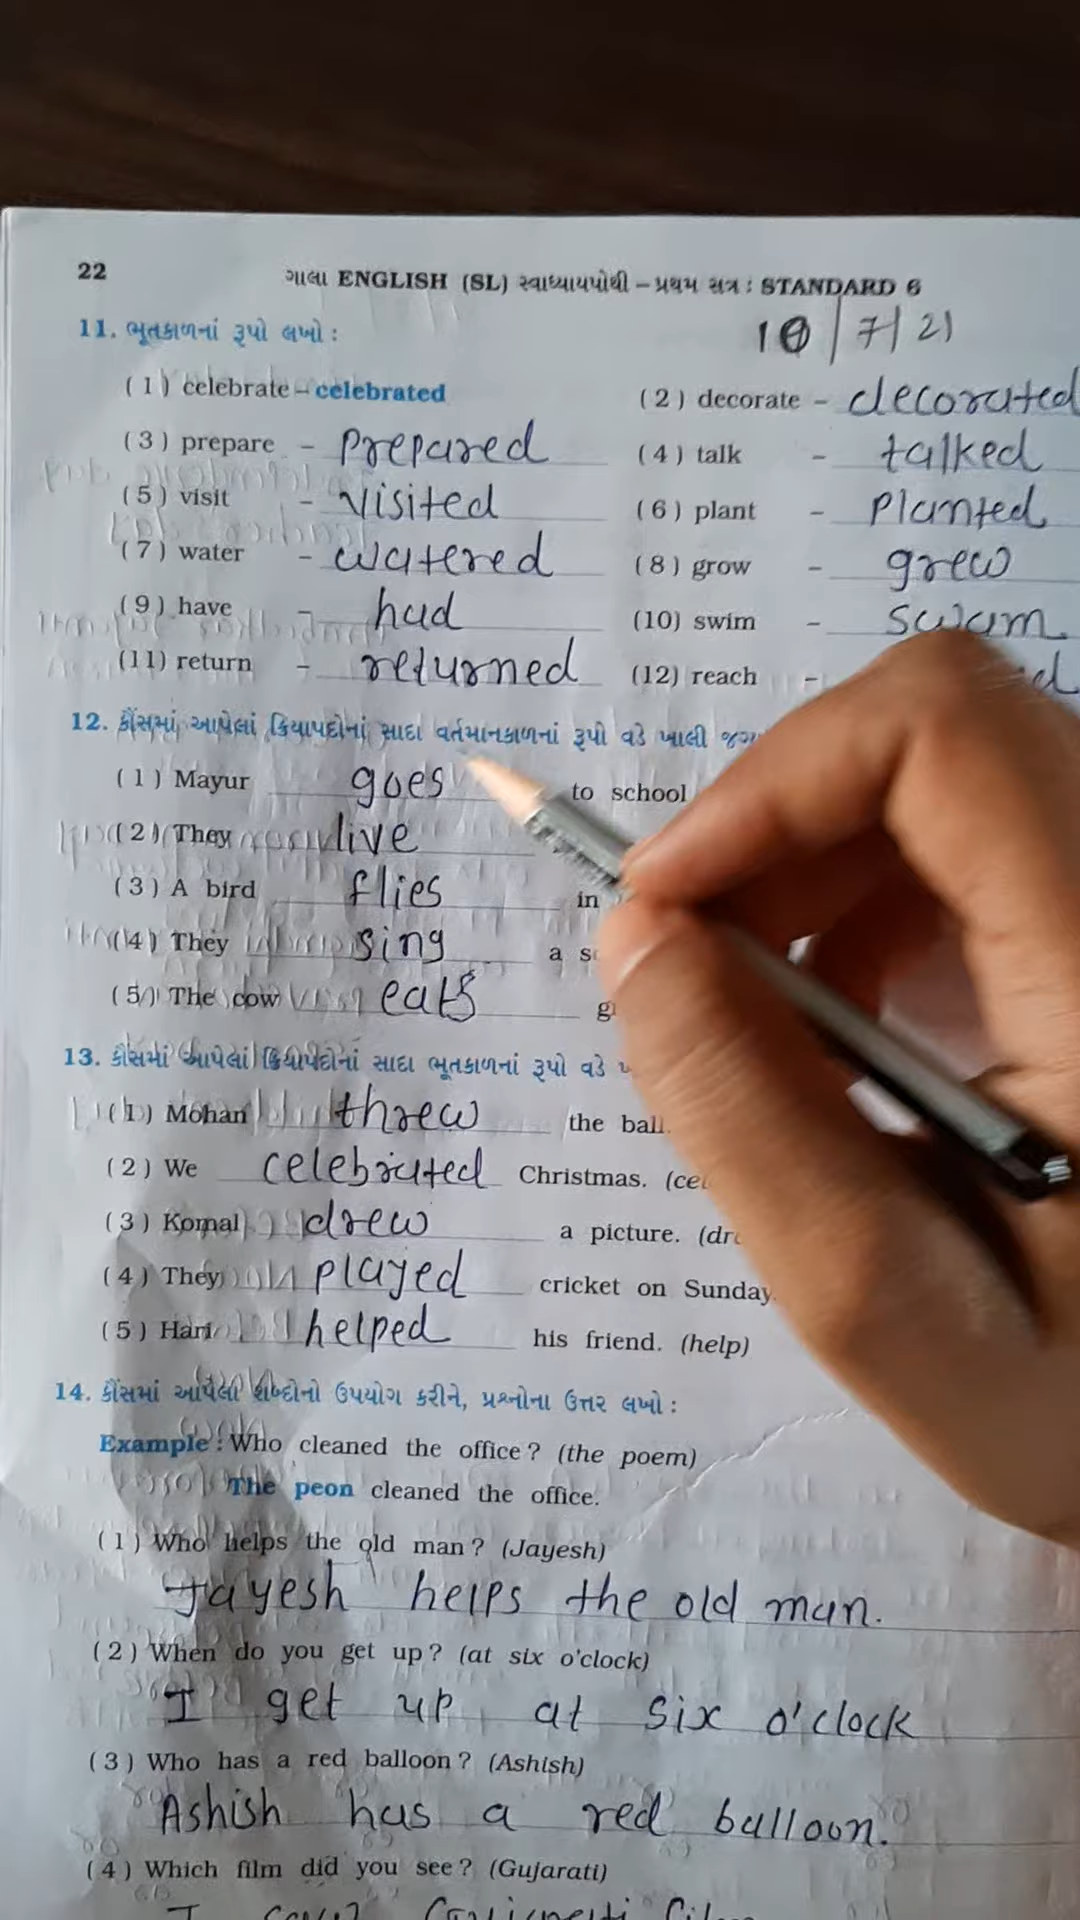 22
ગાલા ENGLISH (SL) સ્વાધ્યાયપોથી – પ્રથમ સત્ર : STANDARD 6
10/7/21
11. ભૂતકાળનાં રૂપો લખો :
(1) celebrate – celebrated (2) decorate – decorated
(3) prepare – prepared (4) talk – talked
(5) visit – visited (6) plant – planted
(7) water – watered (8) grow – grew
(9) have – had (10) swim – swam
(11) return – returned (12) reach –
12. કૌંસમાં આપેલાં ક્રિયાપદોનાં સાદા વર્તમાનકાળનાં રૂપો વડે ખાલી
(1) Mayur goes to school
(2) They live
(3) A bird flies in
(4) They sing a
(5) The cow eats
13. કૌંસમાં આપેલાં ક્રિયાપદોનાં સાદા ભૂતકાળનાં રૂપો વડે
(1) Mohan threw the ball.
(2) We celebrated Christmas.
(3) Komal drew a picture.
(4) They played cricket on Sunday
(5) Hari helped his friend. (help)
14. કૌંસમાં આપેલા શબ્દોનો ઉપયોગ કરીને, પ્રશ્નોના ઉત્તર લખો :
Example : Who cleaned the office ? (the poem)
The peon cleaned the office.
(1) Who helps the old man ? (Jayesh)
Jayesh helps the old man.
(2) When do you get up ? (at six o'clock)
I get up at six o'clock
(3) Who has a red balloon ? (Ashish)
Ashish has a red balloon.
(4) Which film did you see ? (Gujarati)